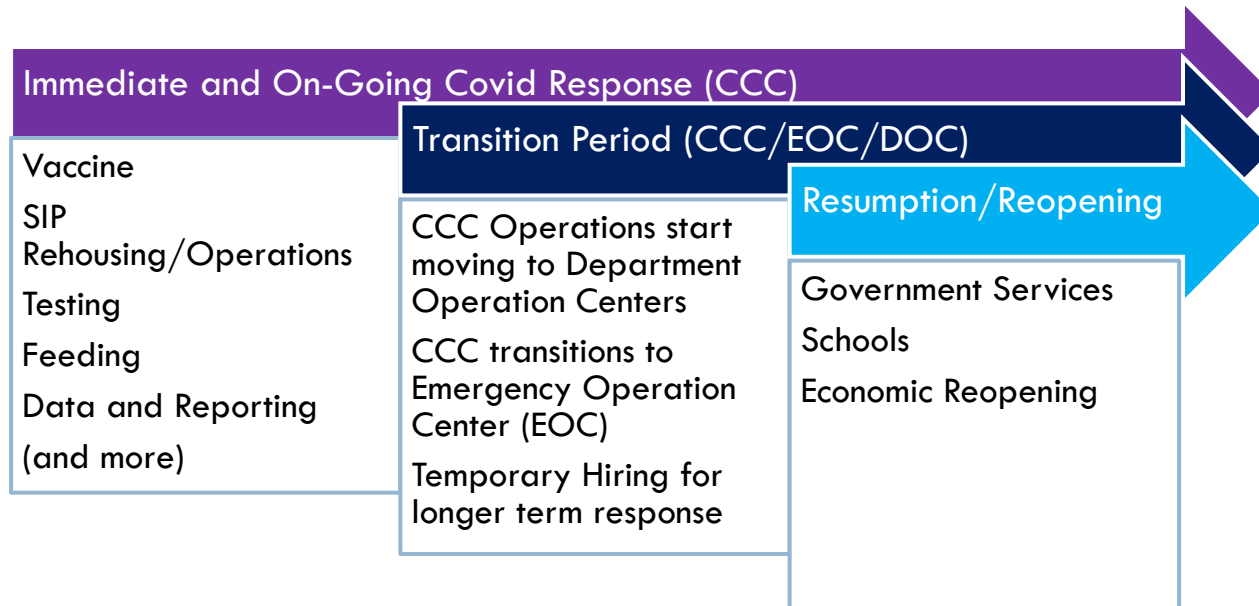 Immediate and On-Going Covid Response (CCC)
Vaccine
SIP
Rehousing/Operations
Testing
Feeding
Data and Reporting
(and more)
Transition Period (CCC/EOC/DOC)
CCC Operations start
moving to Department
Operation Centers
CCC transitions to
Emergency Operation
Center (EOC)
Temporary Hiring for
longer term response
Resumption/Reopening
Government Services
Schools
Economic Reopening